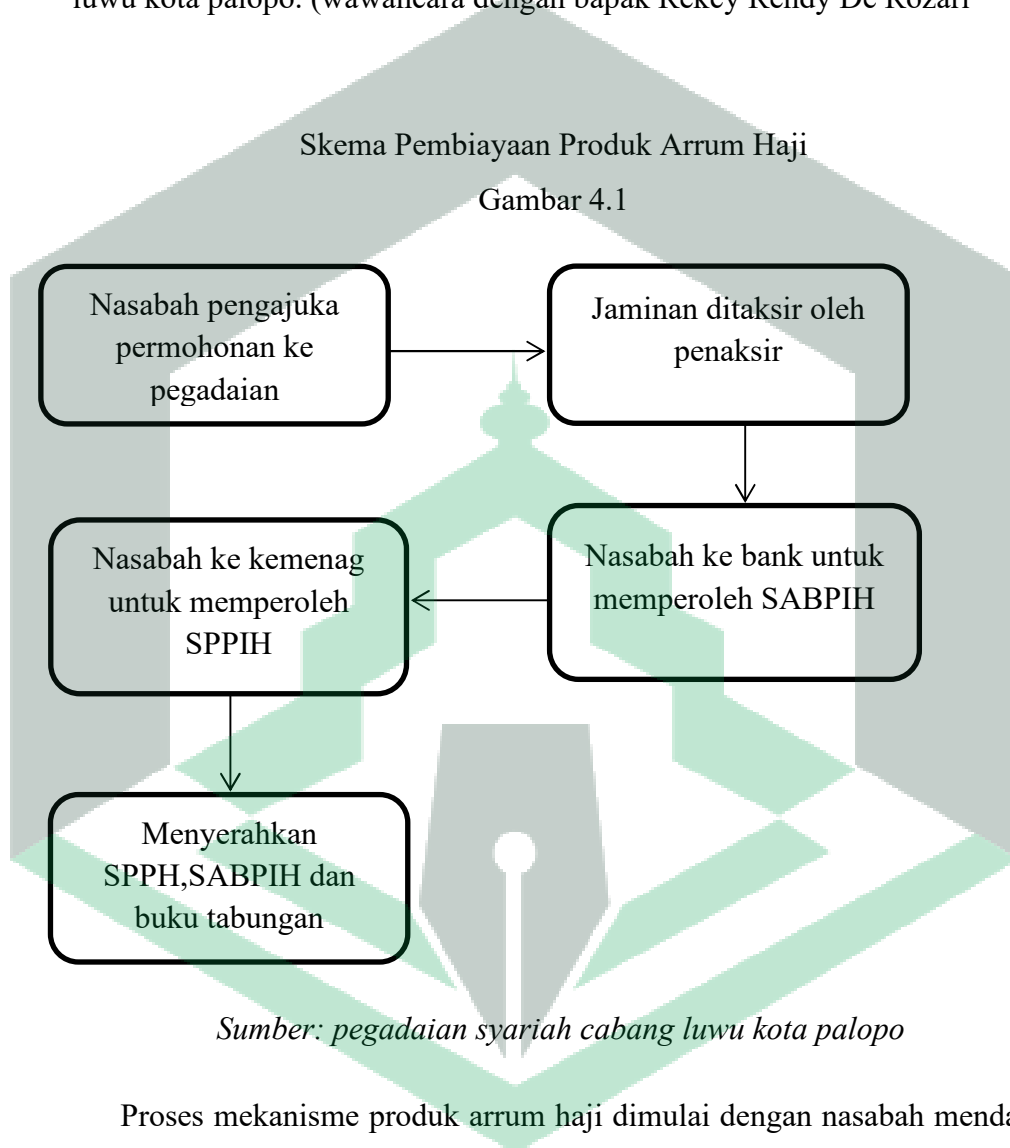 luwu kota palopo. (wawancara dengan bapak Rekey Rendy De Rozari
Skema Pembiayaan Produk Arrum Haji
Gambar 4.1
Nasabah pengajuka
permohonan ke
pegadaian
Jaminan ditaksir oleh
penaksir
Nasabah ke bank untuk
memperoleh SABPIH
Nasabah ke kemenag
untuk memperoleh
SPPIH
Menyerahkan
SPPH,SABPIH dan
buku tabungan
Sumber: pegadaian syariah cabang luwu kota palopo
Proses mekanisme produk arrum haji dimulai dengan nasabah menda